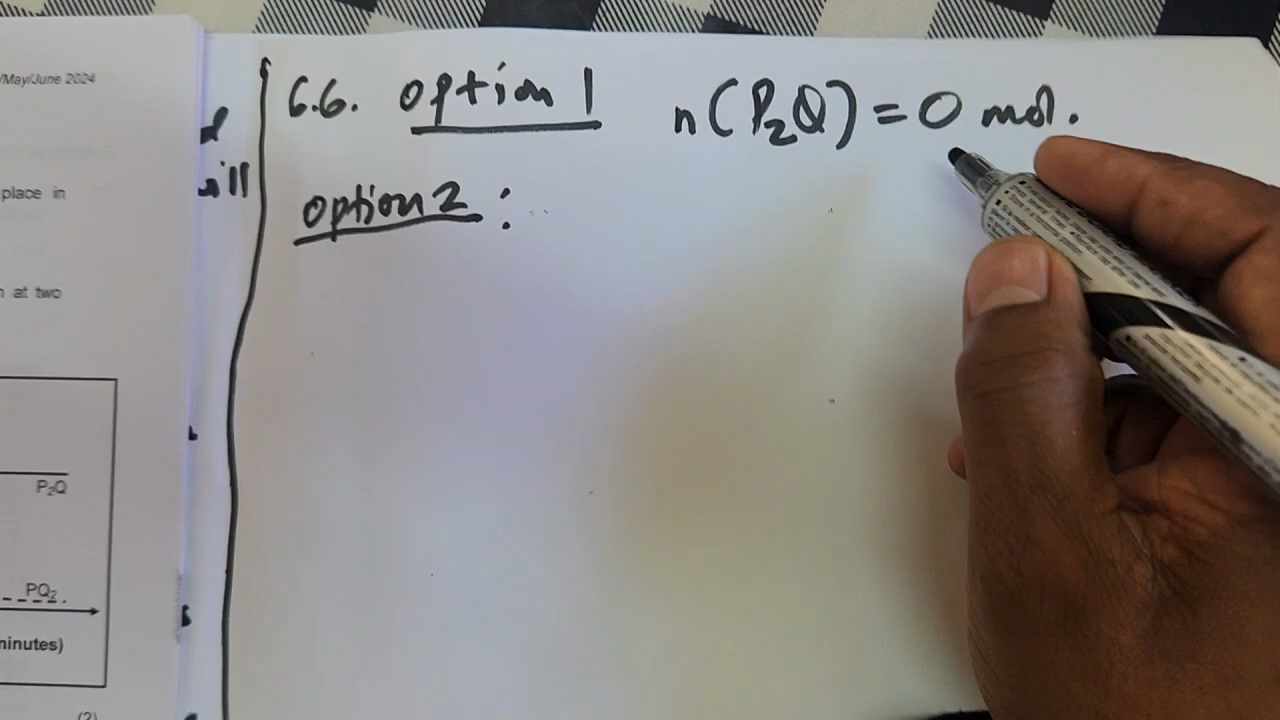 /May/June 2024
place in
n at two
P₂Q
PQ₂
minutes)
(2)
will
6.6. option 1 n(P₂Q) = 0 mol.
option 2 :